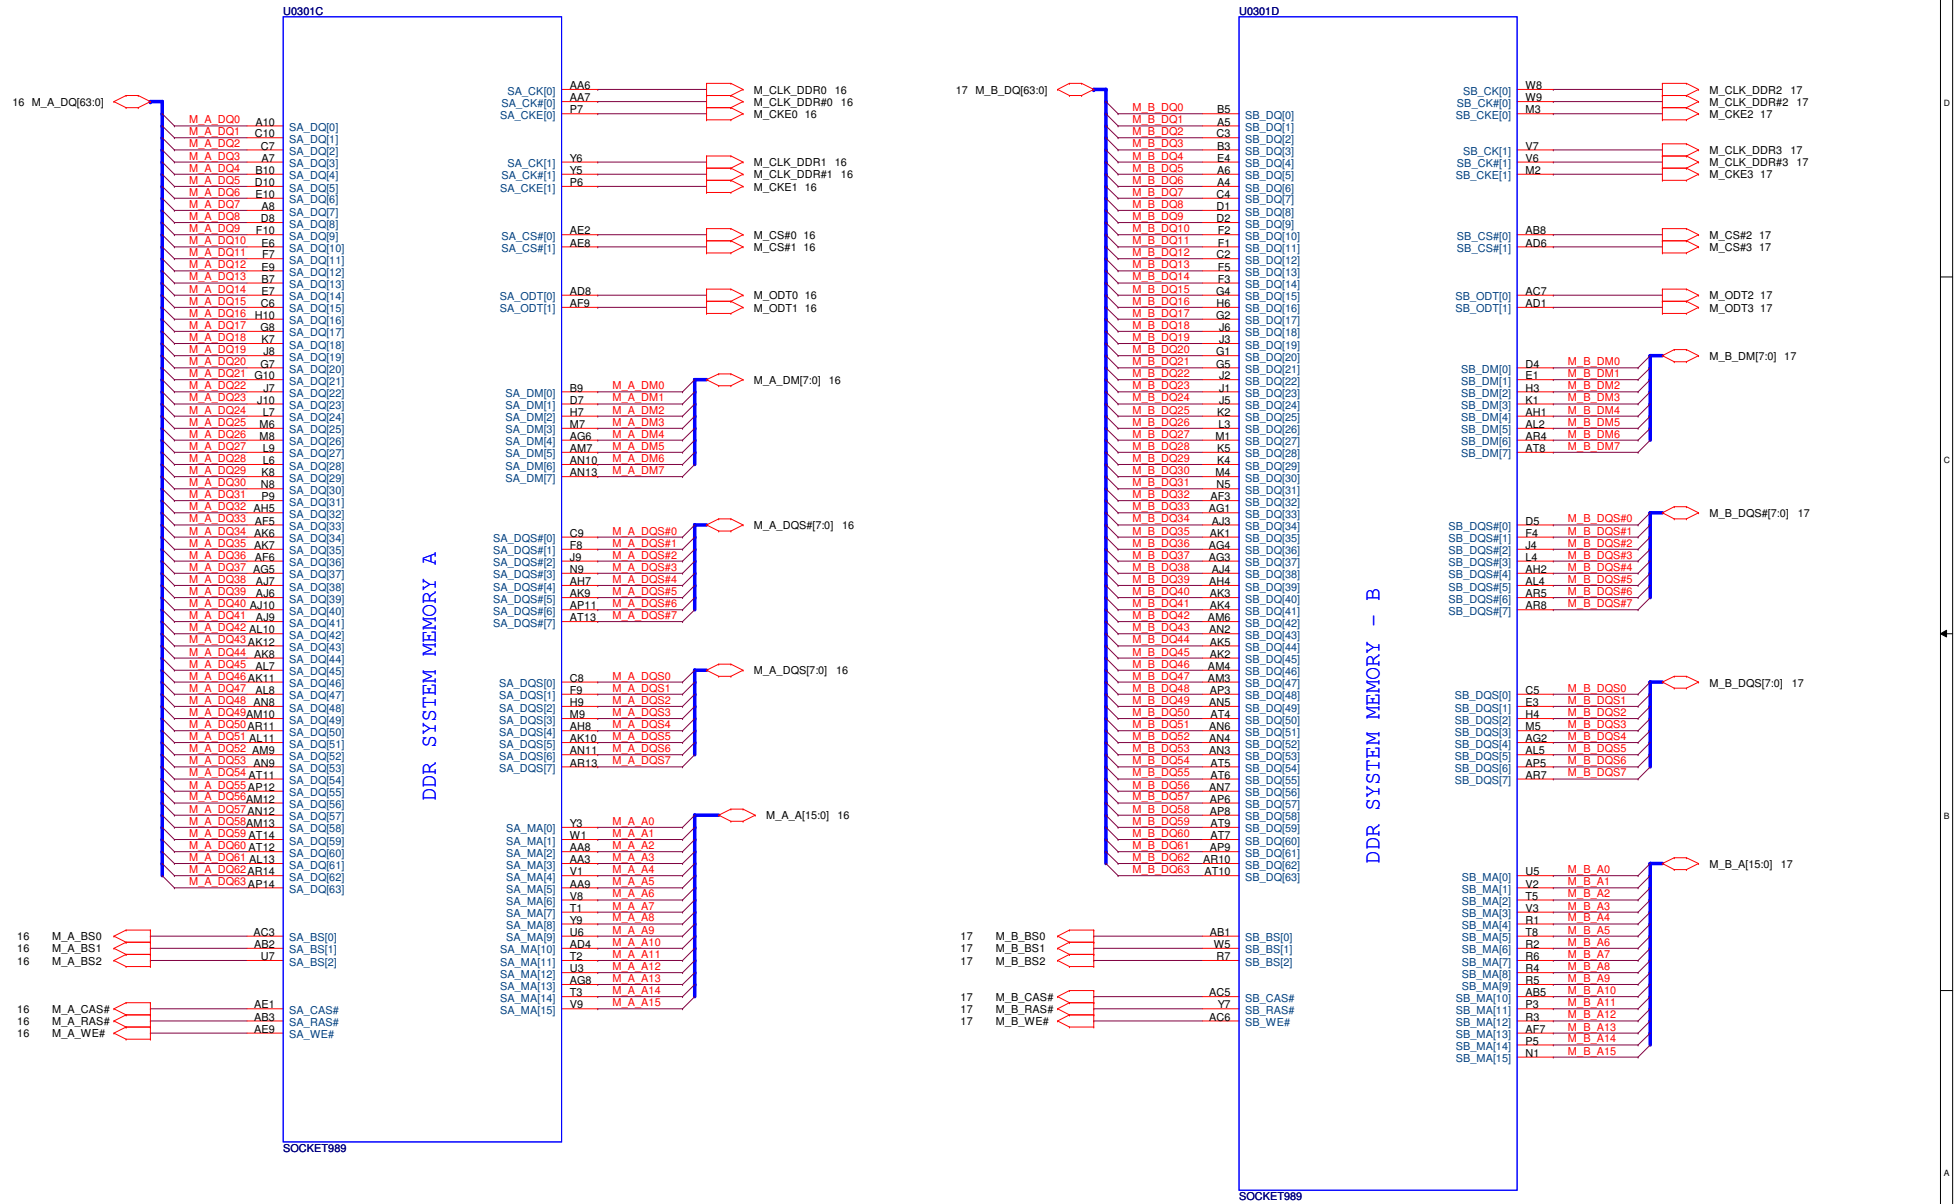 U0301C
16 M_A_DQ[63:0]
M_A_DQ0 A10 SA_DQ[0]
M_A_DQ1 C10 SA_DQ[1]
M_A_DQ2 C7 SA_DQ[2]
M_A_DQ3 A7 SA_DQ[3]
M_A_DQ4 B10 SA_DQ[4]
M_A_DQ5 D10 SA_DQ[5]
M_A_DQ6 E10 SA_DQ[6]
M_A_DQ7 A8 SA_DQ[7]
M_A_DQ8 D8 SA_DQ[8]
M_A_DQ9 F10 SA_DQ[9]
M_A_DQ10 E6 SA_DQ[10]
M_A_DQ11 F7 SA_DQ[11]
M_A_DQ12 E9 SA_DQ[12]
M_A_DQ13 B7 SA_DQ[13]
M_A_DQ14 E7 SA_DQ[14]
M_A_DQ15 C6 SA_DQ[15]
M_A_DQ16 H10 SA_DQ[16]
M_A_DQ17 G8 SA_DQ[17]
M_A_DQ18 K7 SA_DQ[18]
M_A_DQ19 J8 SA_DQ[19]
M_A_DQ20 G7 SA_DQ[20]
M_A_DQ21 G10 SA_DQ[21]
M_A_DQ22 J7 SA_DQ[22]
M_A_DQ23 J10 SA_DQ[23]
M_A_DQ24 L7 SA_DQ[24]
M_A_DQ25 M6 SA_DQ[25]
M_A_DQ26 M8 SA_DQ[26]
M_A_DQ27 L9 SA_DQ[27]
M_A_DQ28 L6 SA_DQ[28]
M_A_DQ29 K8 SA_DQ[29]
M_A_DQ30 N8 SA_DQ[30]
M_A_DQ31 P9 SA_DQ[31]
M_A_DQ32 AH5 SA_DQ[32]
M_A_DQ33 AF5 SA_DQ[33]
M_A_DQ34 AK6 SA_DQ[34]
M_A_DQ35 AK7 SA_DQ[35]
M_A_DQ36 AF6 SA_DQ[36]
M_A_DQ37 AG5 SA_DQ[37]
M_A_DQ38 AJ7 SA_DQ[38]
M_A_DQ39 AJ6 SA_DQ[39]
M_A_DQ40 AJ10 SA_DQ[40]
M_A_DQ41 AJ9 SA_DQ[41]
M_A_DQ42 AL10 SA_DQ[42]
M_A_DQ43 AK12 SA_DQ[43]
M_A_DQ44 AK8 SA_DQ[44]
M_A_DQ45 AL7 SA_DQ[45]
M_A_DQ46 AK11 SA_DQ[46]
M_A_DQ47 AL8 SA_DQ[47]
M_A_DQ48 AN8 SA_DQ[48]
M_A_DQ49 AM10 SA_DQ[49]
M_A_DQ50 AR11 SA_DQ[50]
M_A_DQ51 AL11 SA_DQ[51]
M_A_DQ52 AM9 SA_DQ[52]
M_A_DQ53 AN9 SA_DQ[53]
M_A_DQ54 AT11 SA_DQ[54]
M_A_DQ55 AP12 SA_DQ[55]
M_A_DQ56 AM12 SA_DQ[56]
M_A_DQ57 AN12 SA_DQ[57]
M_A_DQ58 AM13 SA_DQ[58]
M_A_DQ59 AT14 SA_DQ[59]
M_A_DQ60 AT12 SA_DQ[60]
M_A_DQ61 AL13 SA_DQ[61]
M_A_DQ62 AR14 SA_DQ[62]
M_A_DQ63 AP14 SA_DQ[63]
16 M_A_BS0 AC3 SA_BS[0]
16 M_A_BS1 AB2 SA_BS[1]
16 M_A_BS2 U7 SA_BS[2]
16 M_A_CAS# AE1 SA_CAS#
16 M_A_RAS# AB3 SA_RAS#
16 M_A_WE# AE9 SA_WE#
DDR SYSTEM MEMORY A
SA_CK[0] AA6 M_CLK_DDR0 16
SA_CK#[0] AA7 M_CLK_DDR#0 16
SA_CKE[0] P7 M_CKE0 16
SA_CK[1] Y6 M_CLK_DDR1 16
SA_CK#[1] Y5 M_CLK_DDR#1 16
SA_CKE[1] P6 M_CKE1 16
SA_CS#[0] AE2 M_CS#0 16
SA_CS#[1] AE8 M_CS#1 16
SA_ODT[0] AD8 M_ODT0 16
SA_ODT[1] AF9 M_ODT1 16
M_A_DM[7:0] 16
SA_DM[0] B9 M_A_DM0
SA_DM[1] D7 M_A_DM1
SA_DM[2] H7 M_A_DM2
SA_DM[3] M7 M_A_DM3
SA_DM[4] AG6 M_A_DM4
SA_DM[5] AM7 M_A_DM5
SA_DM[6] AN10 M_A_DM6
SA_DM[7] AN13 M_A_DM7
M_A_DQS#[7:0] 16
SA_DQS#[0] C9 M_A_DQS#0
SA_DQS#[1] F8 M_A_DQS#1
SA_DQS#[2] J9 M_A_DQS#2
SA_DQS#[3] N9 M_A_DQS#3
SA_DQS#[4] AH7 M_A_DQS#4
SA_DQS#[5] AK9 M_A_DQS#5
SA_DQS#[6] AP11 M_A_DQS#6
SA_DQS#[7] AT13 M_A_DQS#7
M_A_DQS[7:0] 16
SA_DQS[0] C8 M_A_DQS0
SA_DQS[1] F9 M_A_DQS1
SA_DQS[2] H9 M_A_DQS2
SA_DQS[3] M9 M_A_DQS3
SA_DQS[4] AH8 M_A_DQS4
SA_DQS[5] AK10 M_A_DQS5
SA_DQS[6] AN11 M_A_DQS6
SA_DQS[7] AR13 M_A_DQS7
M_A_A[15:0] 16
SA_MA[0] Y3 M_A_A0
SA_MA[1] W1 M_A_A1
SA_MA[2] AA8 M_A_A2
SA_MA[3] AA3 M_A_A3
SA_MA[4] V1 M_A_A4
SA_MA[5] AA9 M_A_A5
SA_MA[6] V8 M_A_A6
SA_MA[7] T1 M_A_A7
SA_MA[8] Y9 M_A_A8
SA_MA[9] U6 M_A_A9
SA_MA[10] AD4 M_A_A10
SA_MA[11] T2 M_A_A11
SA_MA[12] U3 M_A_A12
SA_MA[13] AG8 M_A_A13
SA_MA[14] T3 M_A_A14
SA_MA[15] V9 M_A_A15
SOCKET989
U0301D
17 M_B_DQ[63:0]
M_B_DQ0 B5 SB_DQ[0]
M_B_DQ1 A5 SB_DQ[1]
M_B_DQ2 C3 SB_DQ[2]
M_B_DQ3 B3 SB_DQ[3]
M_B_DQ4 E4 SB_DQ[4]
M_B_DQ5 A6 SB_DQ[5]
M_B_DQ6 A4 SB_DQ[6]
M_B_DQ7 C4 SB_DQ[7]
M_B_DQ8 D1 SB_DQ[8]
M_B_DQ9 D2 SB_DQ[9]
M_B_DQ10 F2 SB_DQ[10]
M_B_DQ11 F1 SB_DQ[11]
M_B_DQ12 C2 SB_DQ[12]
M_B_DQ13 F5 SB_DQ[13]
M_B_DQ14 F3 SB_DQ[14]
M_B_DQ15 G4 SB_DQ[15]
M_B_DQ16 H6 SB_DQ[16]
M_B_DQ17 G2 SB_DQ[17]
M_B_DQ18 J6 SB_DQ[18]
M_B_DQ19 J3 SB_DQ[19]
M_B_DQ20 G1 SB_DQ[20]
M_B_DQ21 G5 SB_DQ[21]
M_B_DQ22 J2 SB_DQ[22]
M_B_DQ23 J1 SB_DQ[23]
M_B_DQ24 J5 SB_DQ[24]
M_B_DQ25 K2 SB_DQ[25]
M_B_DQ26 L3 SB_DQ[26]
M_B_DQ27 M1 SB_DQ[27]
M_B_DQ28 K5 SB_DQ[28]
M_B_DQ29 K4 SB_DQ[29]
M_B_DQ30 M4 SB_DQ[30]
M_B_DQ31 N5 SB_DQ[31]
M_B_DQ32 AF3 SB_DQ[32]
M_B_DQ33 AG1 SB_DQ[33]
M_B_DQ34 AJ3 SB_DQ[34]
M_B_DQ35 AK1 SB_DQ[35]
M_B_DQ36 AG4 SB_DQ[36]
M_B_DQ37 AG3 SB_DQ[37]
M_B_DQ38 AJ4 SB_DQ[38]
M_B_DQ39 AH4 SB_DQ[39]
M_B_DQ40 AK3 SB_DQ[40]
M_B_DQ41 AK4 SB_DQ[41]
M_B_DQ42 AM6 SB_DQ[42]
M_B_DQ43 AN2 SB_DQ[43]
M_B_DQ44 AK5 SB_DQ[44]
M_B_DQ45 AK2 SB_DQ[45]
M_B_DQ46 AM4 SB_DQ[46]
M_B_DQ47 AM3 SB_DQ[47]
M_B_DQ48 AP3 SB_DQ[48]
M_B_DQ49 AN5 SB_DQ[49]
M_B_DQ50 AT4 SB_DQ[50]
M_B_DQ51 AN6 SB_DQ[51]
M_B_DQ52 AN4 SB_DQ[52]
M_B_DQ53 AN3 SB_DQ[53]
M_B_DQ54 AT5 SB_DQ[54]
M_B_DQ55 AT6 SB_DQ[55]
M_B_DQ56 AN7 SB_DQ[56]
M_B_DQ57 AP6 SB_DQ[57]
M_B_DQ58 AP8 SB_DQ[58]
M_B_DQ59 AT9 SB_DQ[59]
M_B_DQ60 AT7 SB_DQ[60]
M_B_DQ61 AP9 SB_DQ[61]
M_B_DQ62 AR10 SB_DQ[62]
M_B_DQ63 AT10 SB_DQ[63]
17 M_B_BS0 AB1 SB_BS[0]
17 M_B_BS1 W5 SB_BS[1]
17 M_B_BS2 R7 SB_BS[2]
17 M_B_CAS# AC5 SB_CAS#
17 M_B_RAS# Y7 SB_RAS#
17 M_B_WE# AC6 SB_WE#
DDR SYSTEM MEMORY - B
SB_CK[0] W8 M_CLK_DDR2 17
SB_CK#[0] W9 M_CLK_DDR#2 17
SB_CKE[0] M3 M_CKE2 17
SB_CK[1] V7 M_CLK_DDR3 17
SB_CK#[1] V6 M_CLK_DDR#3 17
SB_CKE[1] M2 M_CKE3 17
SB_CS#[0] AB8 M_CS#2 17
SB_CS#[1] AD6 M_CS#3 17
SB_ODT[0] AC7 M_ODT2 17
SB_ODT[1] AD1 M_ODT3 17
M_B_DM[7:0] 17
SB_DM[0] D4 M_B_DM0
SB_DM[1] E1 M_B_DM1
SB_DM[2] H3 M_B_DM2
SB_DM[3] K1 M_B_DM3
SB_DM[4] AH1 M_B_DM4
SB_DM[5] AL2 M_B_DM5
SB_DM[6] AR4 M_B_DM6
SB_DM[7] AT8 M_B_DM7
M_B_DQS#[7:0] 17
SB_DQS#[0] D5 M_B_DQS#0
SB_DQS#[1] F4 M_B_DQS#1
SB_DQS#[2] J4 M_B_DQS#2
SB_DQS#[3] L4 M_B_DQS#3
SB_DQS#[4] AH2 M_B_DQS#4
SB_DQS#[5] AL4 M_B_DQS#5
SB_DQS#[6] AR5 M_B_DQS#6
SB_DQS#[7] AR8 M_B_DQS#7
M_B_DQS[7:0] 17
SB_DQS[0] C5 M_B_DQS0
SB_DQS[1] E3 M_B_DQS1
SB_DQS[2] H4 M_B_DQS2
SB_DQS[3] M5 M_B_DQS3
SB_DQS[4] AG2 M_B_DQS4
SB_DQS[5] AL5 M_B_DQS5
SB_DQS[6] AP5 M_B_DQS6
SB_DQS[7] AR7 M_B_DQS7
M_B_A[15:0] 17
SB_MA[0] U5 M_B_A0
SB_MA[1] V2 M_B_A1
SB_MA[2] T5 M_B_A2
SB_MA[3] V3 M_B_A3
SB_MA[4] R1 M_B_A4
SB_MA[5] T8 M_B_A5
SB_MA[6] R2 M_B_A6
SB_MA[7] R6 M_B_A7
SB_MA[8] R4 M_B_A8
SB_MA[9] R5 M_B_A9
SB_MA[10] AB5 M_B_A10
SB_MA[11] P3 M_B_A11
SB_MA[12] R3 M_B_A12
SB_MA[13] AF7 M_B_A13
SB_MA[14] P5 M_B_A14
SB_MA[15] N1 M_B_A15
SOCKET989
D
C
B
A